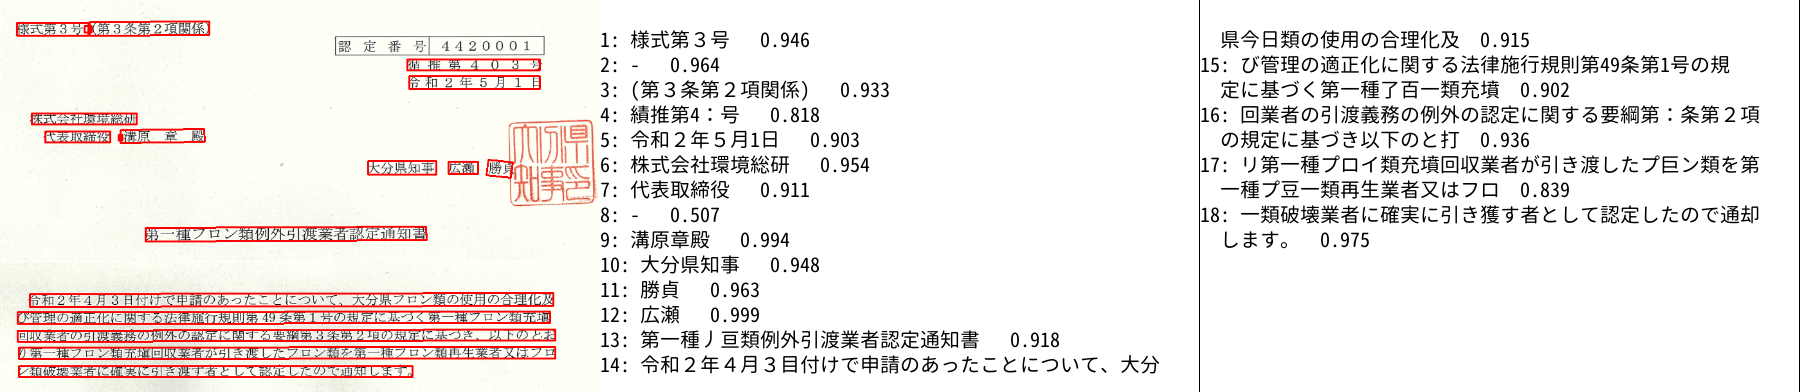 様式第３号(第３条第２項関係)
認定番号 ４４２０００１
循推第４０３号
令和２年５月１日
株式会社環境総研
代表取締役 溝原 章 殿
大分県知事 広瀬 勝貞
第一種フロン類例外引渡業者認定通知書
令和２年４月３日付けで申請のあったことについて、大分県フロン類の使用の合理化及
び管理の適正化に関する法律施行規則第49条第１号の規定に基づく第一種フロン類充填
回収業者の引渡義務の例外の認定に関する要綱第３条第２項の規定に基づき、以下のとお
り第一種フロン類充填回収業者が引き渡したフロン類を第一種フロン類再生業者又はフロ
ン類破壊業者に確実に引き渡す者として認定したので通知します。
1: 様式第３号 0.946
2: - 0.964
3: (第３条第２項関係) 0.933
4: 績推第4：号 0.818
5: 令和２年５月1日 0.903
6: 株式会社環境総研 0.954
7: 代表取締役 0.911
8: - 0.507
9: 溝原章殿 0.994
10: 大分県知事 0.948
11: 勝貞 0.963
12: 広瀬 0.999
13: 第一種丿亘類例外引渡業者認定通知書 0.918
14: 令和２年４月３目付けで申請のあったことについて、大分
県今日類の使用の合理化及 0.915
15: び管理の適正化に関する法律施行規則第49条第1号の規
定に基づく第一種了百一類充墳 0.902
16: 回業者の引渡義務の例外の認定に関する要綱第：条第２項
の規定に基づき以下のと打 0.936
17: リ第一種プロイ類充墳回収業者が引き渡したプ巨ン類を第
一種プ豆一類再生業者又はフロ 0.839
18: 一類破壊業者に確実に引き獲す者として認定したので通却
します。 0.975